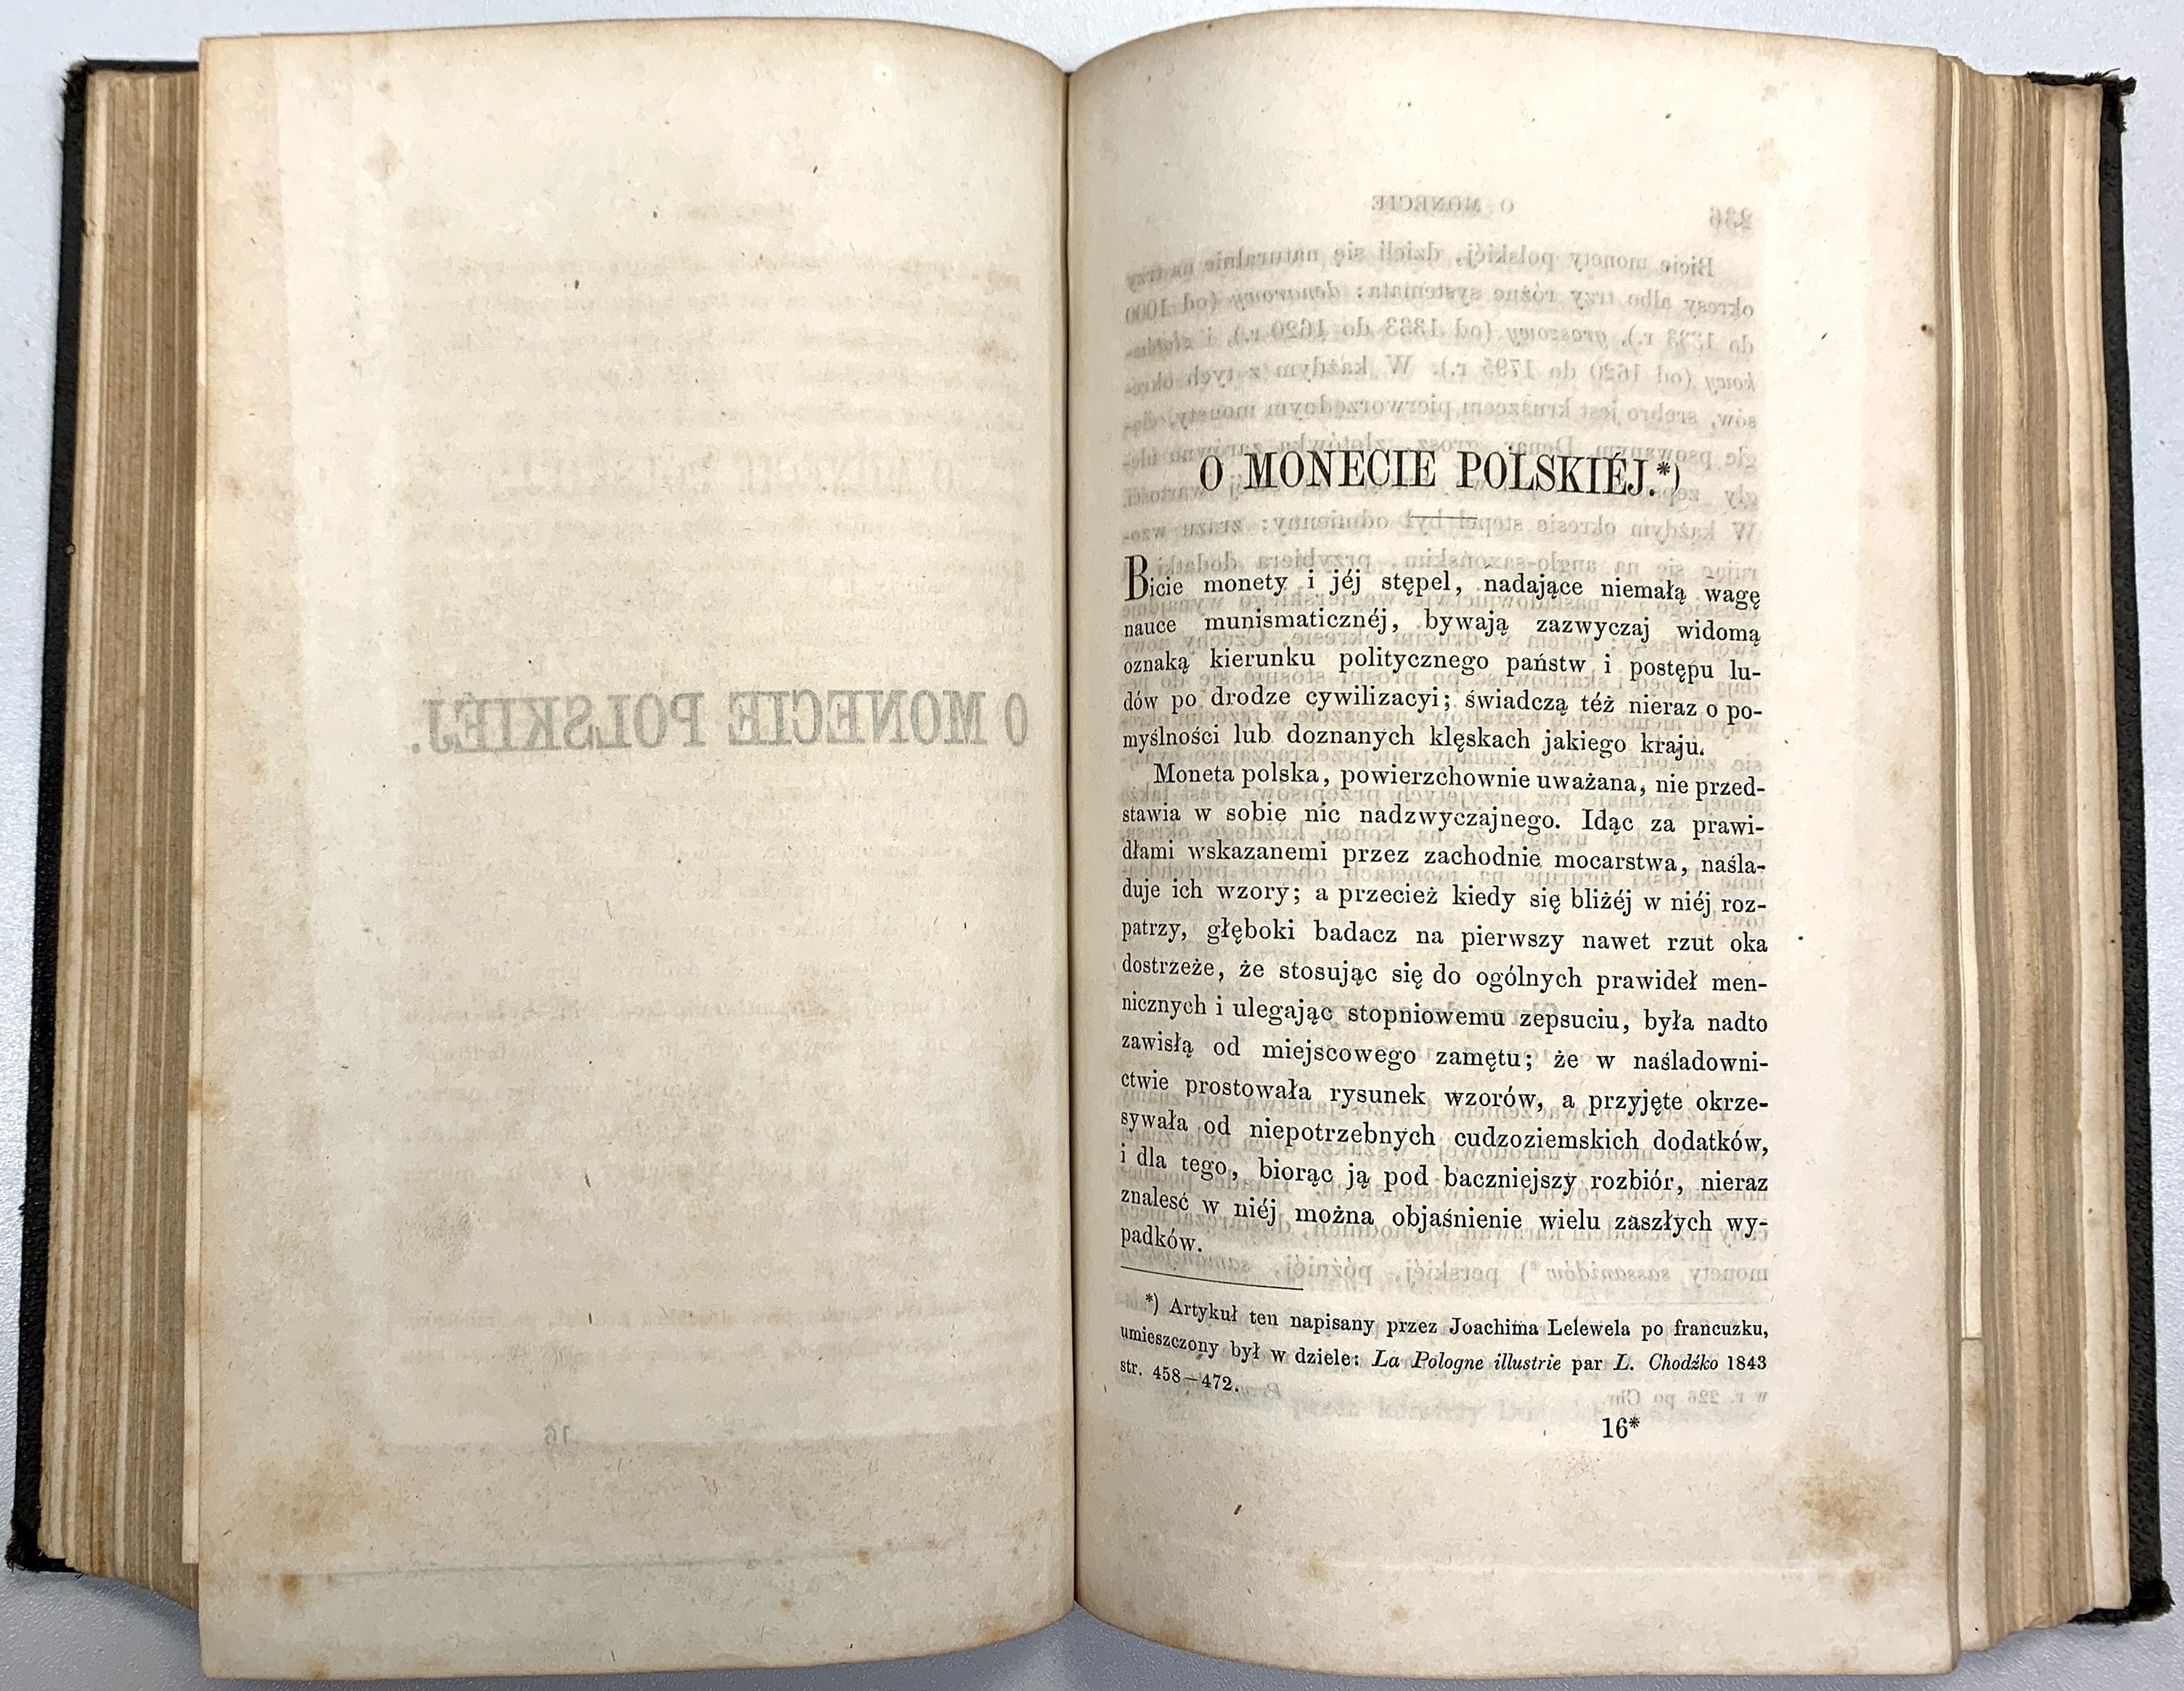 O MONECIE POLSKIÉJ.
O MONECIE POLSKIÉJ.*)
Bicie monety i jéj stępel, nadające niemałą wagę
nauce munismaticznéj, bywają zazwyczaj widomą
oznaką kierunku politycznego państw i postępu lu-
dów po drodze cywilizacyi; świadczą téż nieraz o po-
myślności lub doznanych klęskach jakiego kraju.
Moneta polska, powierzchownie uważana, nie przed-
stawia w sobie nic nadzwyczajnego. Idąc za prawi-
dłami wskazanemi przez zachodnie mocarstwa, naśla-
duje ich wzory; a przecież kiedy się bliżéj w niéj roz-
patrzy, głęboki badacz na pierwszy nawet rzut oka
dostrzeże, że stosując się do ogólnych prawideł men-
nicznych i ulegając stopniowemu zepsuciu, była nadto
zawisłą od miejscowego zamętu; że w naśladowni-
ctwie prostowała rysunek wzorów, a przyjęte okrze-
sywała od niepotrzebnych cudzoziemskich dodatków,
i dla tego, biorąc ją pod baczniejszy rozbiór, nieraz
znalesć w niéj można objaśnienie wielu zaszłych wy-
padków.
*) Artykuł ten napisany przez Joachima Lelewela po francuzku,
umieszczony był w dziele: La Pologne illustrie par L. Chodźko 1843
str. 458—472.
16*